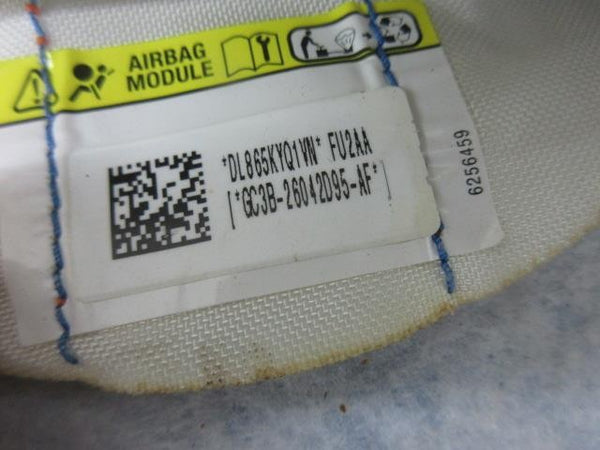 AIRBAG
MODULE
*DL865KYQ1VN* FU2AA
[*GC3B-26042D95-AF*]
6256459